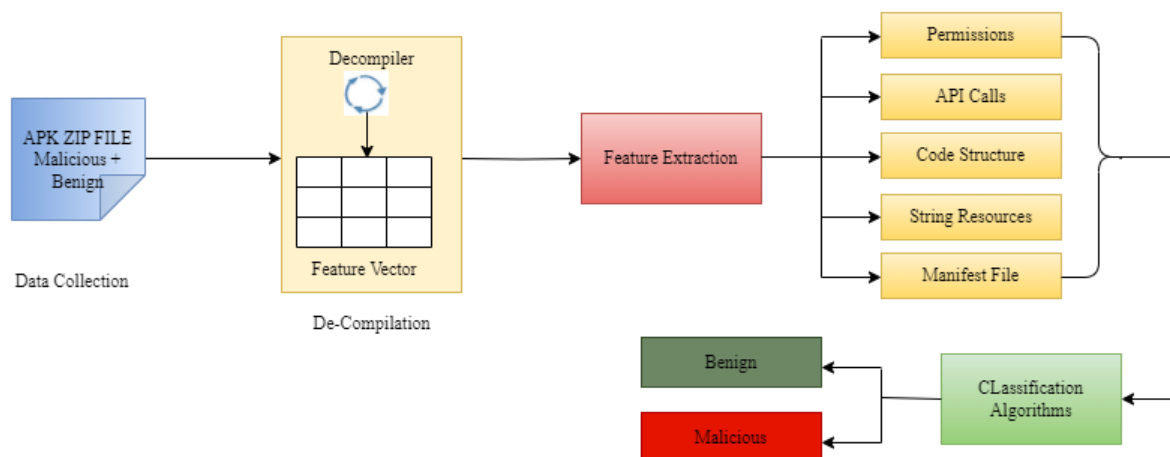 APK ZIP FILE
Malicious +
Benign
Data Collection
Decompiler
Feature Vector
De-Compilation
Feature Extraction
Permissions
API Calls
Code Structure
String Resources
Manifest File
CLassification
Algorithms
Benign
Malicious